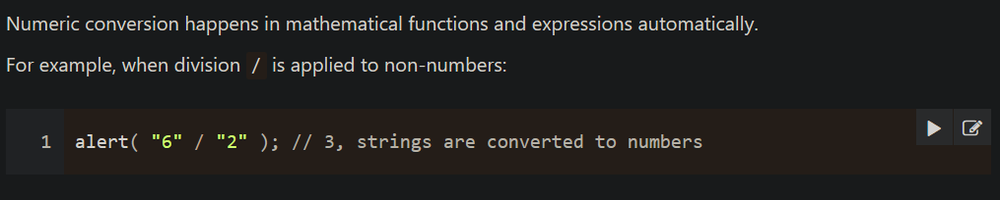 Numeric conversion happens in mathematical functions and expressions automatically.
For example, when division / is applied to non-numbers:
1 alert( "6" / "2" ); // 3, strings are converted to numbers